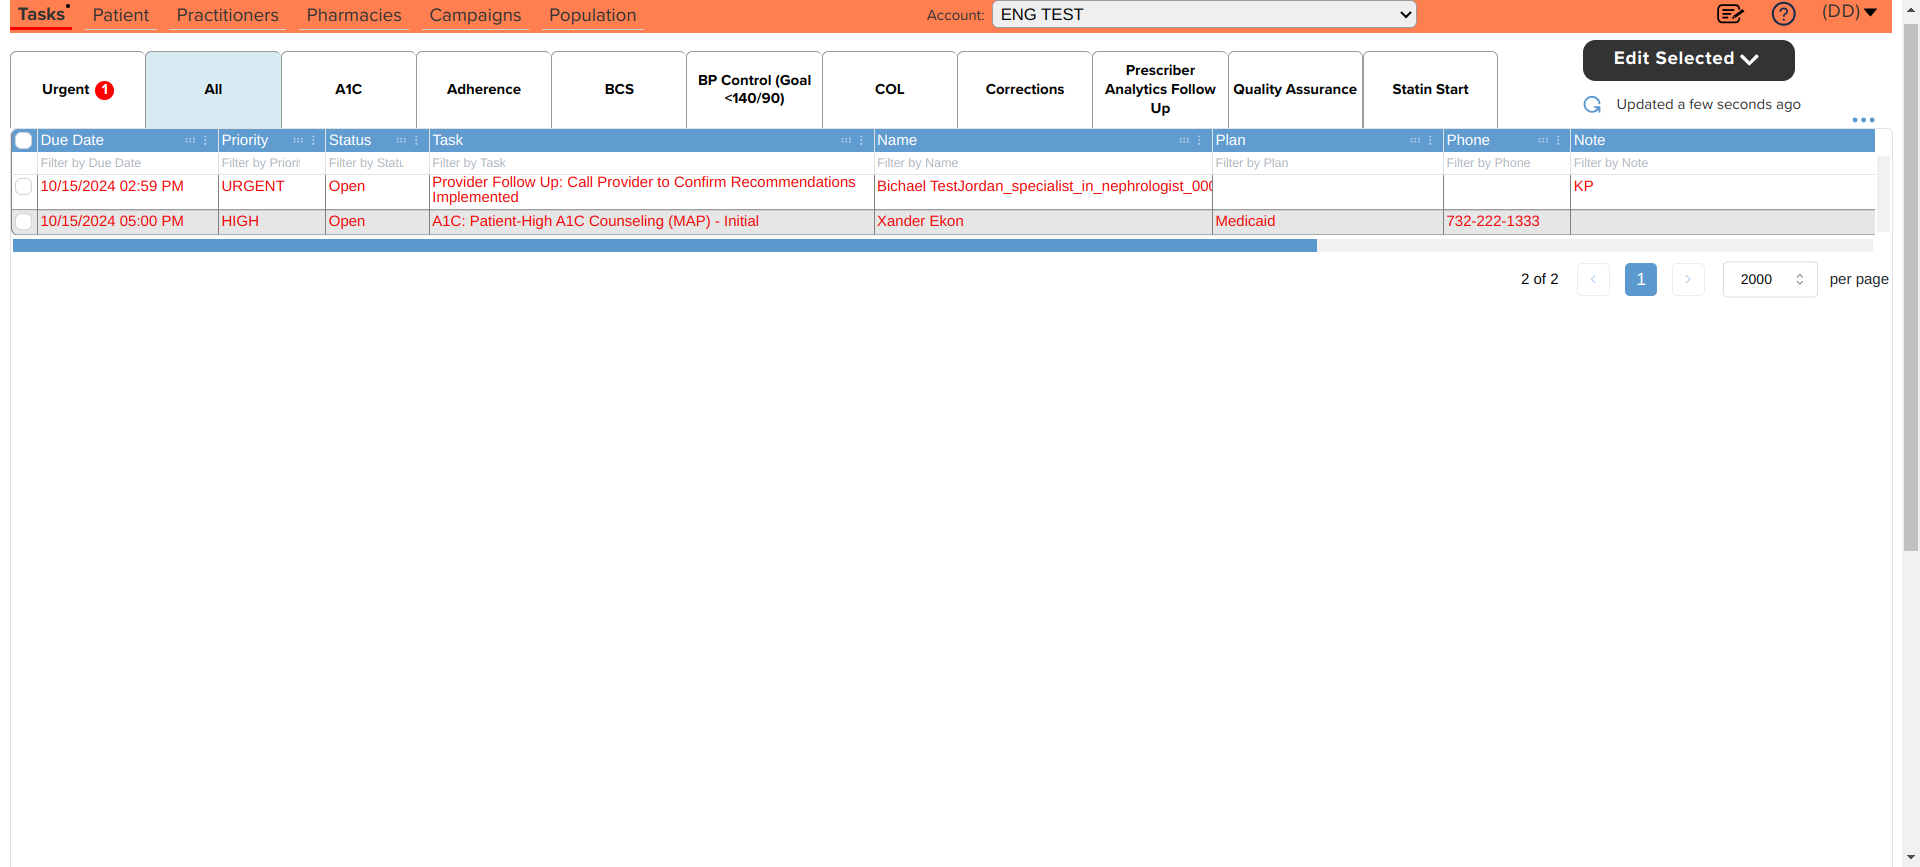 Tasks Patient Practitioners Pharmacies Campaigns Population Account: ENG TEST (DD)
Edit Selected
Urgent 1 All A1C Adherence BCS BP Control (Goal <140/90) COL Corrections Prescriber Analytics Follow Up Quality Assurance Statin Start
Updated a few seconds ago
Due Date Priority Status Task Name Plan Phone Note
Filter by Due Date Filter by Priori Filter by Statu Filter by Task Filter by Name Filter by Plan Filter by Phone Filter by Note
10/15/2024 02:59 PM URGENT Open Provider Follow Up: Call Provider to Confirm Recommendations Implemented Bichael TestJordan_specialist_in_nephrologist_000 KP
10/15/2024 05:00 PM HIGH Open A1C: Patient-High A1C Counseling (MAP) - Initial Xander Ekon Medicaid 732-222-1333
2 of 2 1 2000 per page